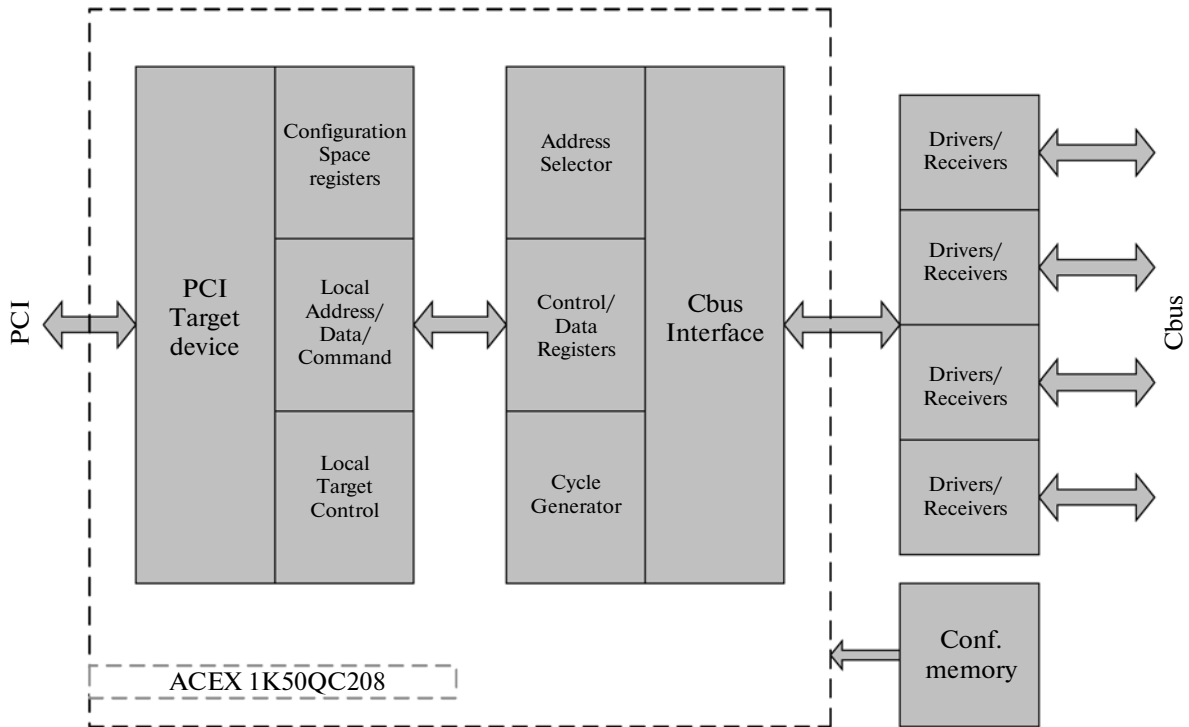 PCI
PCI
Target
device
Configuration
Space
registers
Local
Address/
Data/
Command
Local
Target
Control
Address
Selector
Control/
Data
Registers
Cycle
Generator
Cbus
Interface
Drivers/
Receivers
Drivers/
Receivers
Drivers/
Receivers
Drivers/
Receivers
Cbus
Conf.
memory
ACEX 1K50QC208